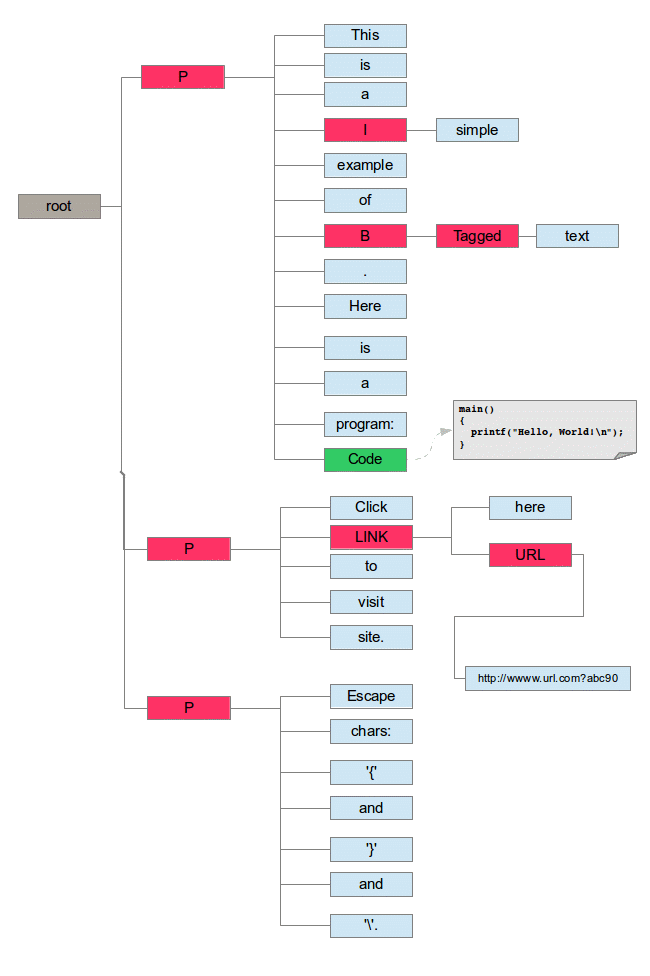 root
P
This
is
a
I
simple
example
of
B
Tagged
text
.
Here
is
a
program:
Code
main()
{
printf("Hello, World!\n");
}
P
Click
LINK
here
URL
http://wwww.url.com?abc90
to
visit
site.
P
Escape
chars:
'{'
and
'}'
and
'\'.